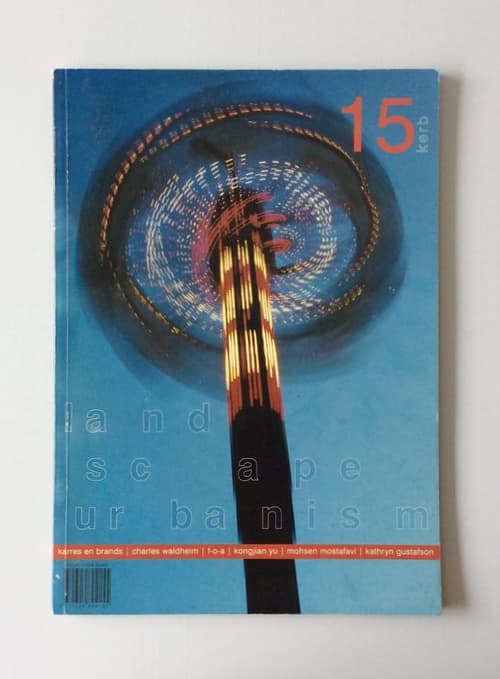 15
kerb
land
scape
urbanism
karres en brands | charles waldheim | f-o-a | kongjian yu | mohsen mostafavi | kathryn gustafson